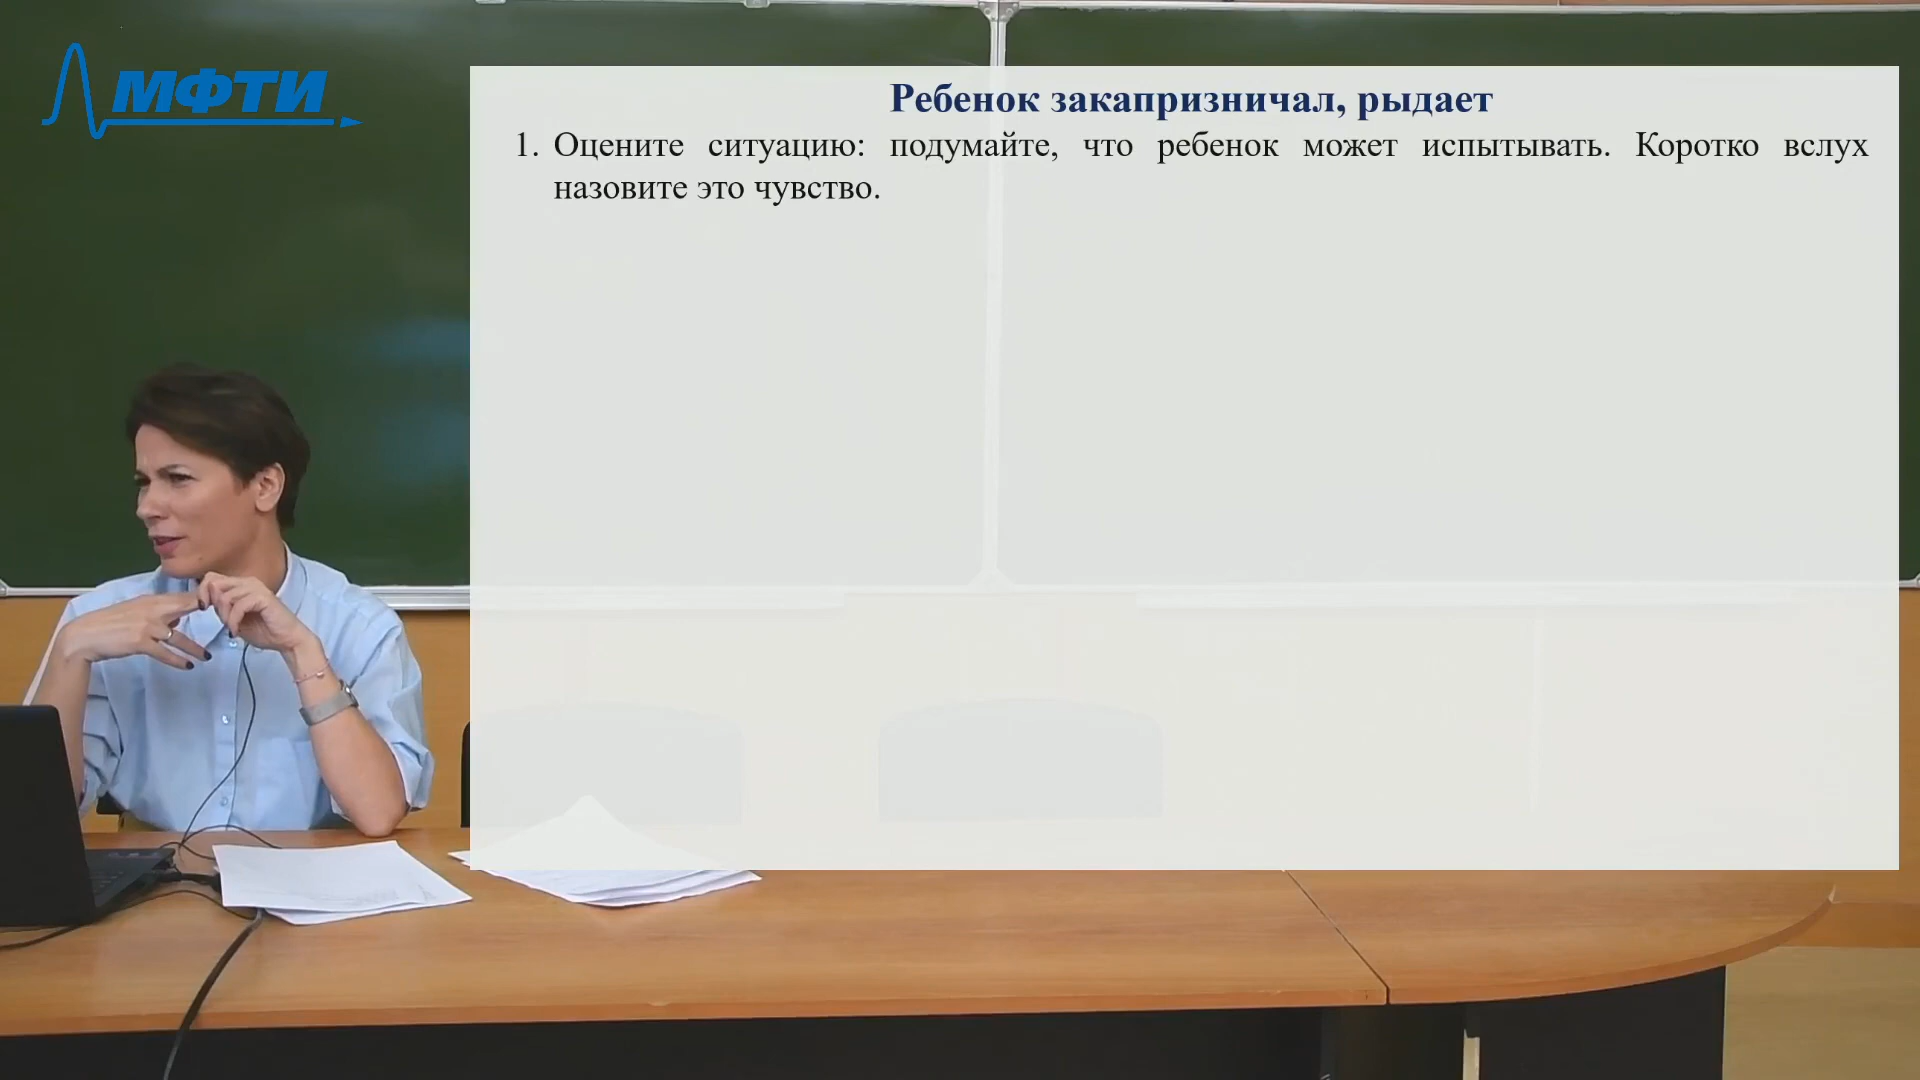 МФТИ
Ребенок закапризничал, рыдает
1. Оцените ситуацию: подумайте, что ребенок может испытывать. Коротко вслух
назовите это чувство.